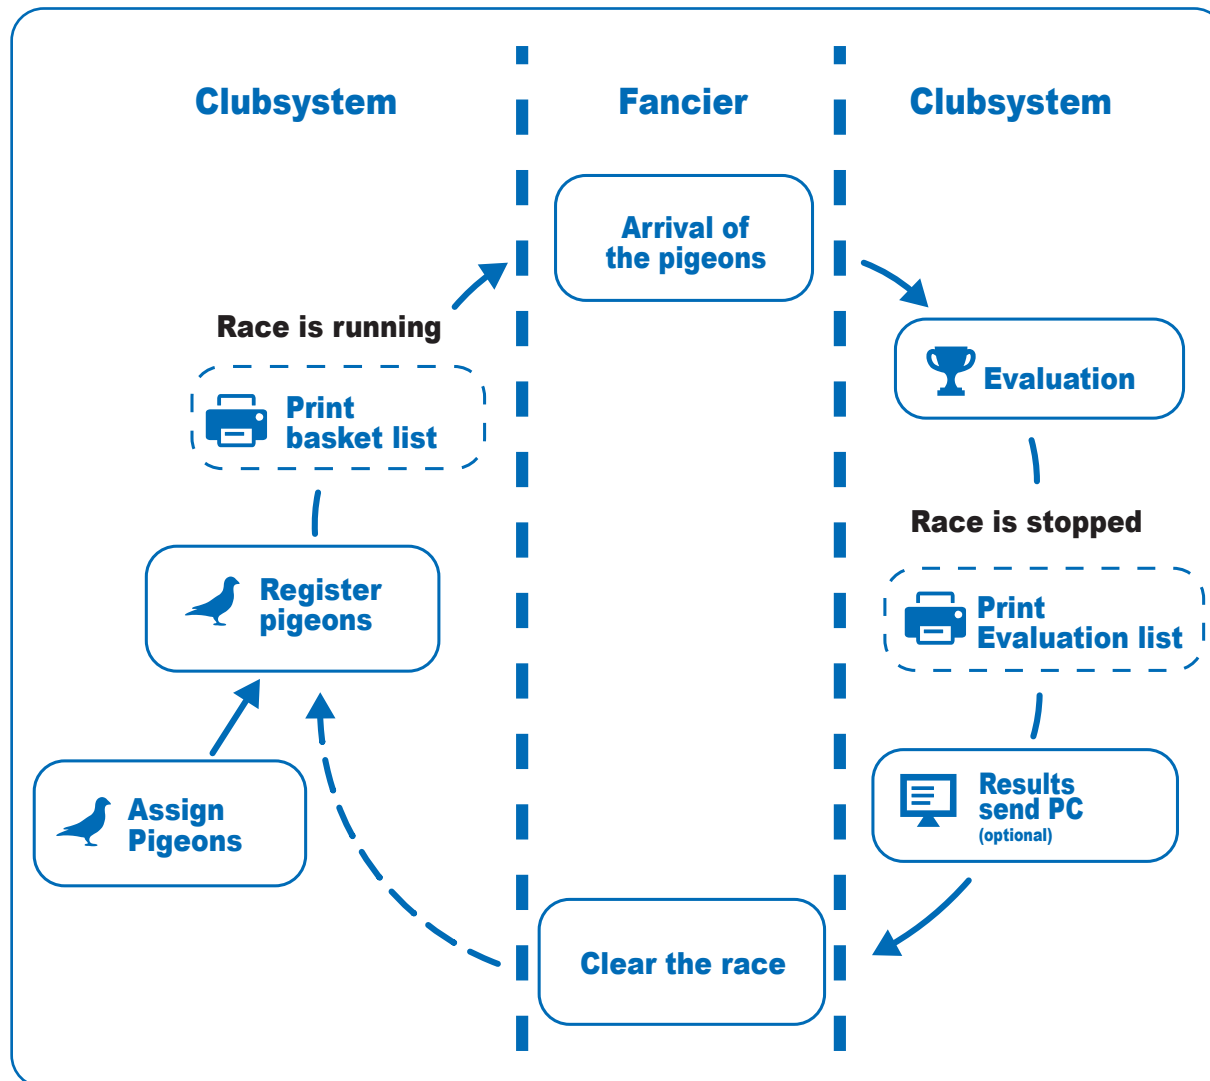 Clubsystem
Fancier
Clubsystem
Arrival of
the pigeons
Race is running
Print
basket list
Register
pigeons
Assign
Pigeons
Evaluation
Race is stopped
Print
Evaluation list
Results
send PC
(optional)
Clear the race